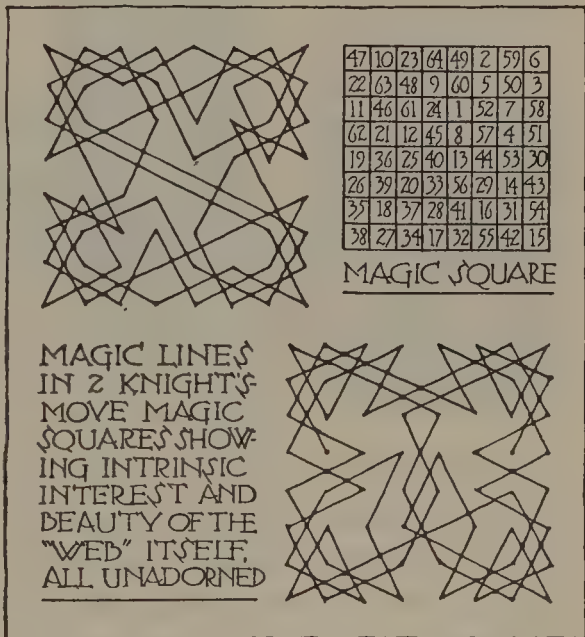 47 10 23 64 49 2 59 6
22 63 48 9 60 5 50 3
11 46 61 24 1 52 7 58
62 21 12 45 8 57 4 51
19 36 25 40 13 44 53 30
26 39 20 33 56 29 14 43
35 18 37 28 41 16 31 54
38 27 34 17 32 55 42 15
MAGIC SQUARE
MAGIC LINES
IN 2 KNIGHT'S-
MOVE MAGIC
SQUARES SHOW-
ING INTRINSIC
INTEREST AND
BEAUTY OF THE
"WEB" ITSELF,
ALL UNADORNED